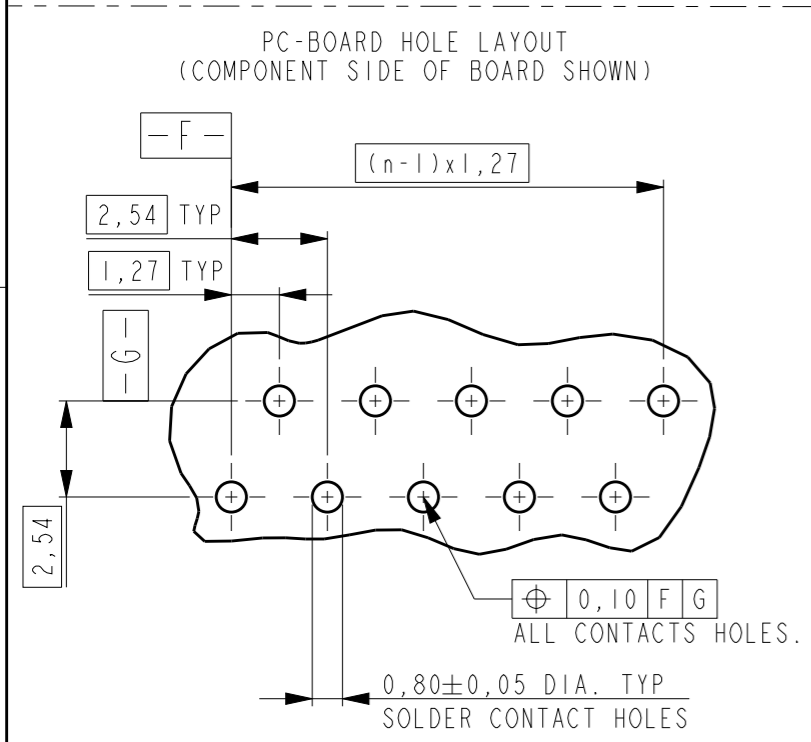 PC-BOARD HOLE LAYOUT
(COMPONENT SIDE OF BOARD SHOWN)
-F-
(n-1)x1,27
2,54 TYP
1,27 TYP
-G-
2,54
⌖ 0,10 F G
ALL CONTACTS HOLES.
0,80±0,05 DIA. TYP
SOLDER CONTACT HOLES